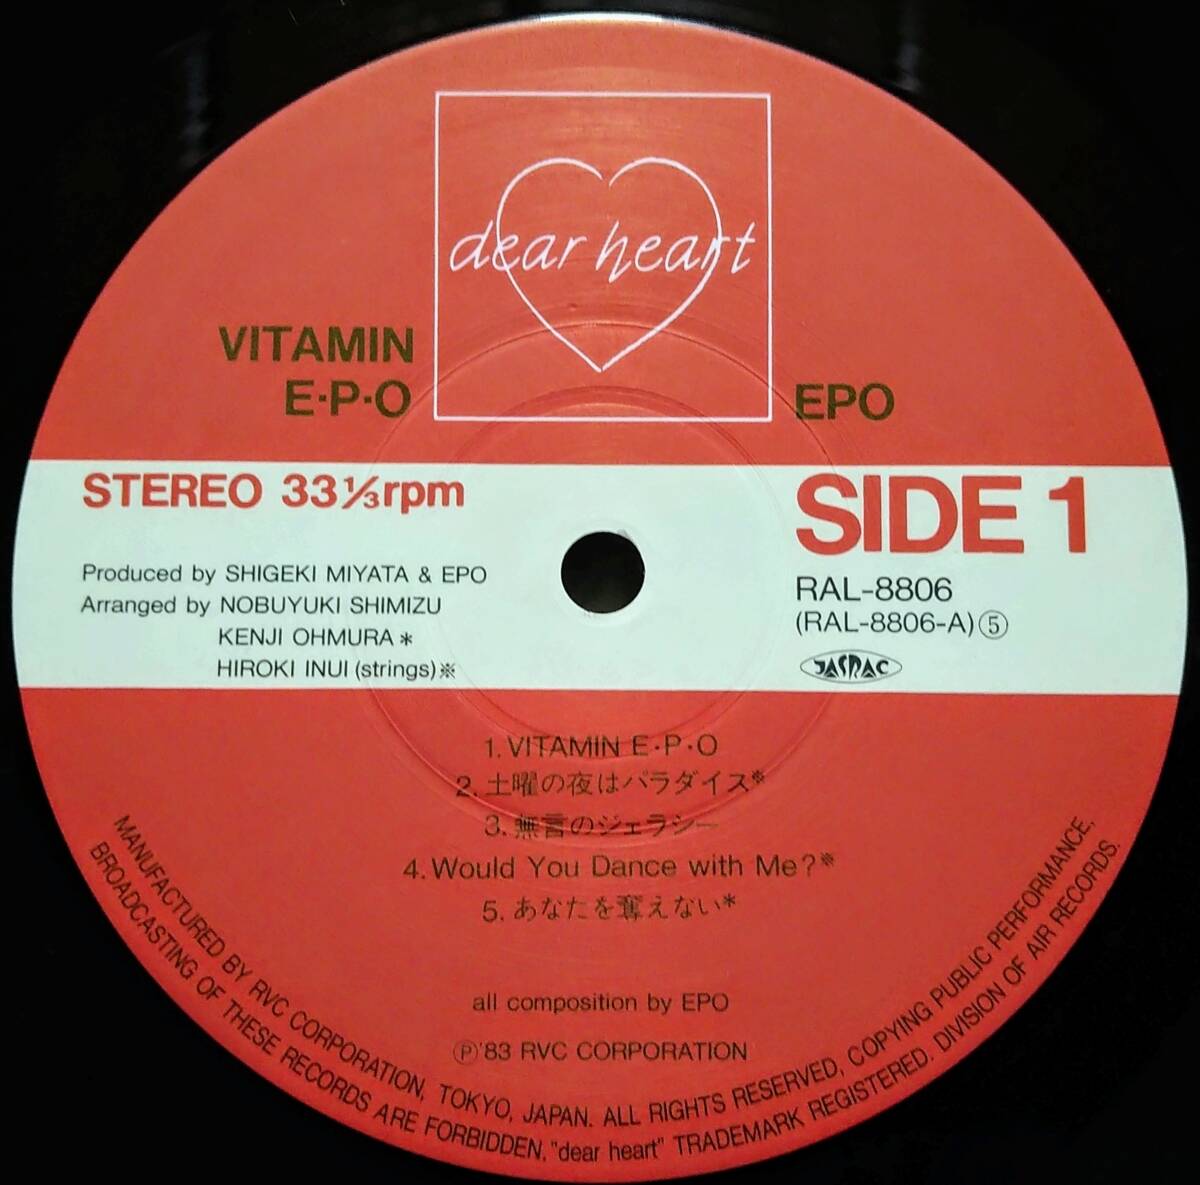 dear heart
VITAMIN
E·P·O
EPO
STEREO 33⅓rpm
SIDE 1
Produced by SHIGEKI MIYATA & EPO
Arranged by NOBUYUKI SHIMIZU
KENJI OHMURA*
HIROKI INUI (strings)※
RAL-8806
(RAL-8806-A)⑤
JASRAC
1. VITAMIN E·P·O
2. 土曜の夜はパラダイス※
3. 無言のジェラシー
4. Would You Dance with Me?※
5. あなたを奪えない*
all composition by EPO
Ⓟ'83 RVC CORPORATION
MANUFACTURED BY RVC CORPORATION, TOKYO, JAPAN. ALL RIGHTS RESERVED, COPYING PUBLIC PERFORMANCE,
BROADCASTING OF THESE RECORDS ARE FORBIDDEN. "dear heart" TRADEMARK REGISTERED. DIVISION OF AIR RECORDS.